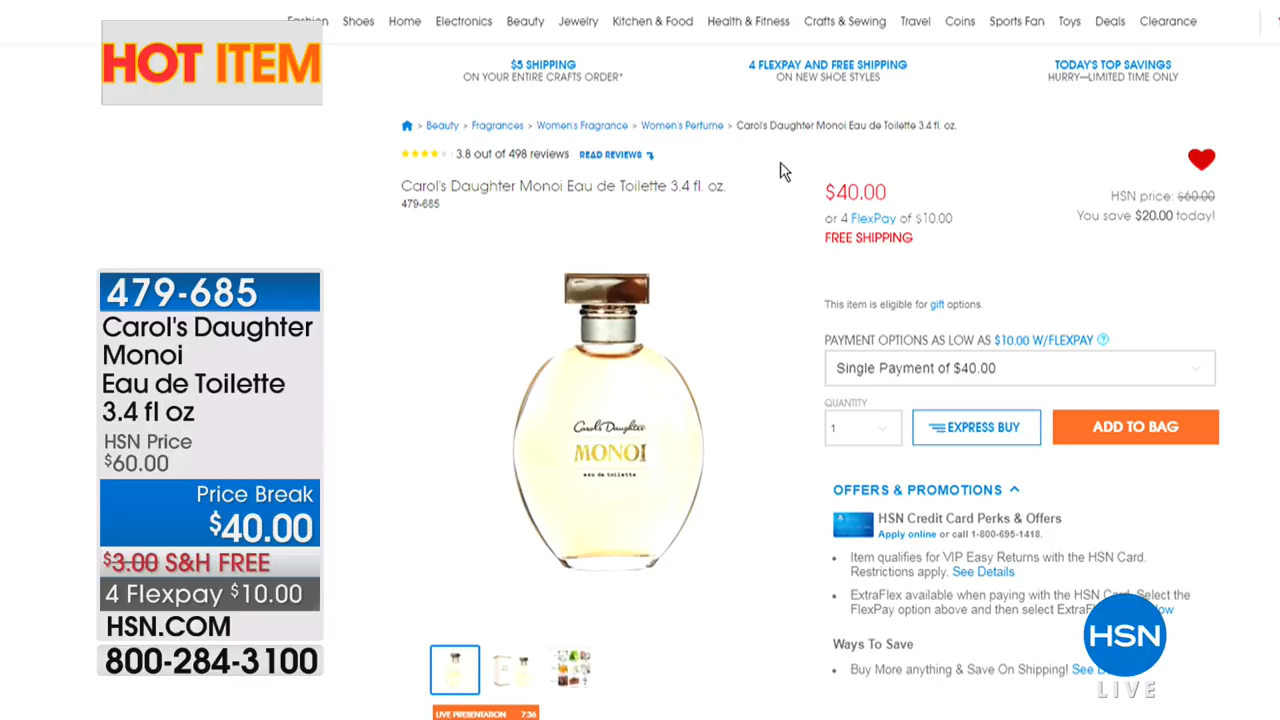 Fashion Shoes Home Electronics Beauty Jewelry Kitchen & Food Health & Fitness Crafts & Sewing Travel Coins Sports Fan Toys Deals Clearance
HOT ITEM
$5 SHIPPING
ON YOUR ENTIRE CRAFTS ORDER*
4 FLEXPAY AND FREE SHIPPING
ON NEW SHOE STYLES
TODAY'S TOP SAVINGS
HURRY—LIMITED TIME ONLY
> Beauty > Fragrances > Women's Fragrance > Women's Perfume > Carol's Daughter Monoi Eau de Toilette 3.4 fl. oz.
3.8 out of 498 reviews READ REVIEWS
Carol's Daughter Monoi Eau de Toilette 3.4 fl. oz.
479-685
$40.00
or 4 FlexPay of $10.00
FREE SHIPPING
HSN price: $60.00
You save $20.00 today!
479-685
Carol's Daughter
Monoi
Eau de Toilette
3.4 fl oz
HSN Price
$60.00
Price Break
$40.00
$3.00 S&H FREE
4 Flexpay $10.00
HSN.COM
800-284-3100
Carol's Daughter
MONOI
eau de toilette
This item is eligible for gift options.
PAYMENT OPTIONS AS LOW AS $10.00 W/FLEXPAY ?
Single Payment of $40.00
QUANTITY
1
EXPRESS BUY
ADD TO BAG
OFFERS & PROMOTIONS
HSN Credit Card Perks & Offers
Apply online or call 1-800-695-1418.
• Item qualifies for VIP Easy Returns with the HSN Card.
Restrictions apply. See Details
• ExtraFlex available when paying with the HSN Select the
FlexPay option above and then select
Ways To Save
• Buy More anything & Save On Shipping! See
LIVE PRESENTATION 7:36
HSN
LIVE